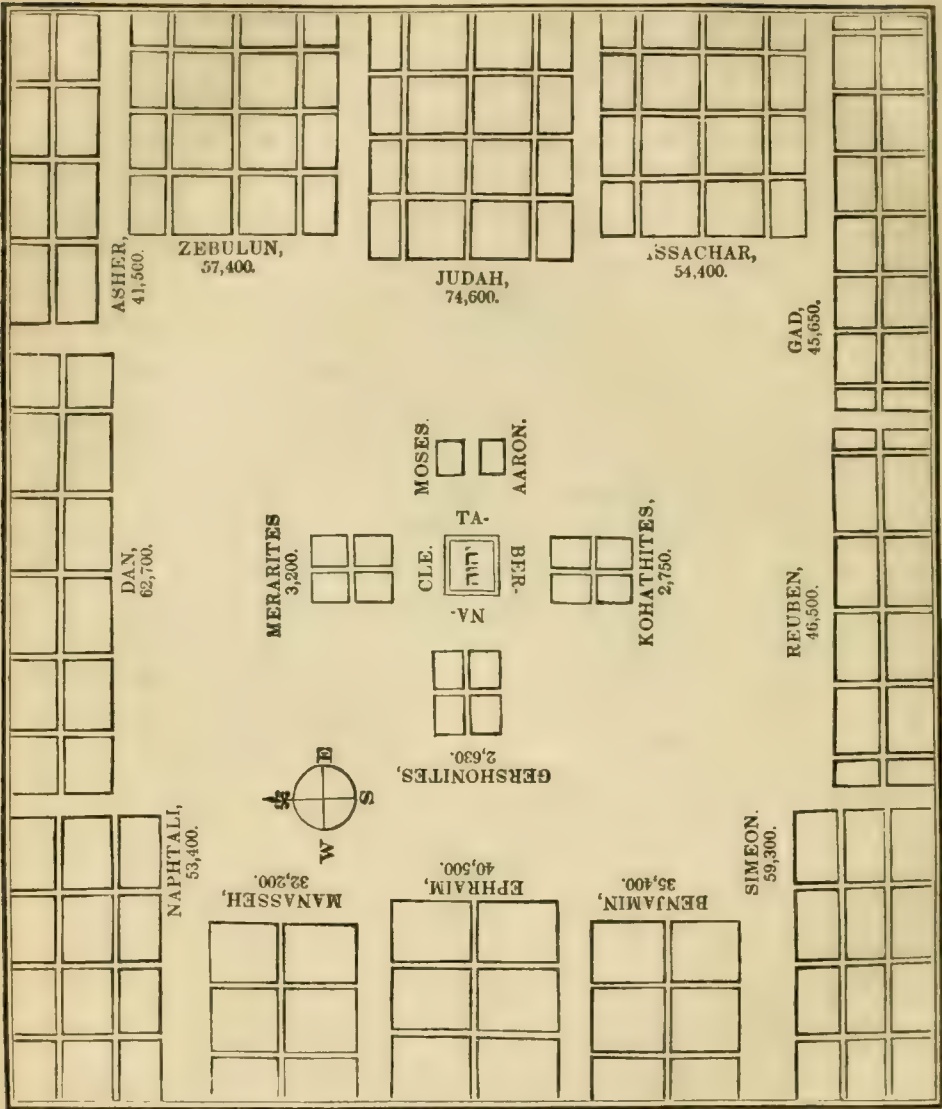 ZEBULUN,
57,400.
JUDAH,
74,600.
ISSACHAR,
54,400.
ASHER,
41,500.
GAD,
45,650.
DAN,
62,700.
MOSES.
AARON.
MERARITES
3,200.
TA-
BER-
NA-
CLE.
יהוה
KOHATHITES,
2,750.
REUBEN,
46,500.
GERSHONITES,
2,630.
E
S
W
NAPHTALI,
53,400.
MANASSEH,
32,200.
EPHRAIM,
40,500.
BENJAMIN,
35,400.
SIMEON.
59,300.